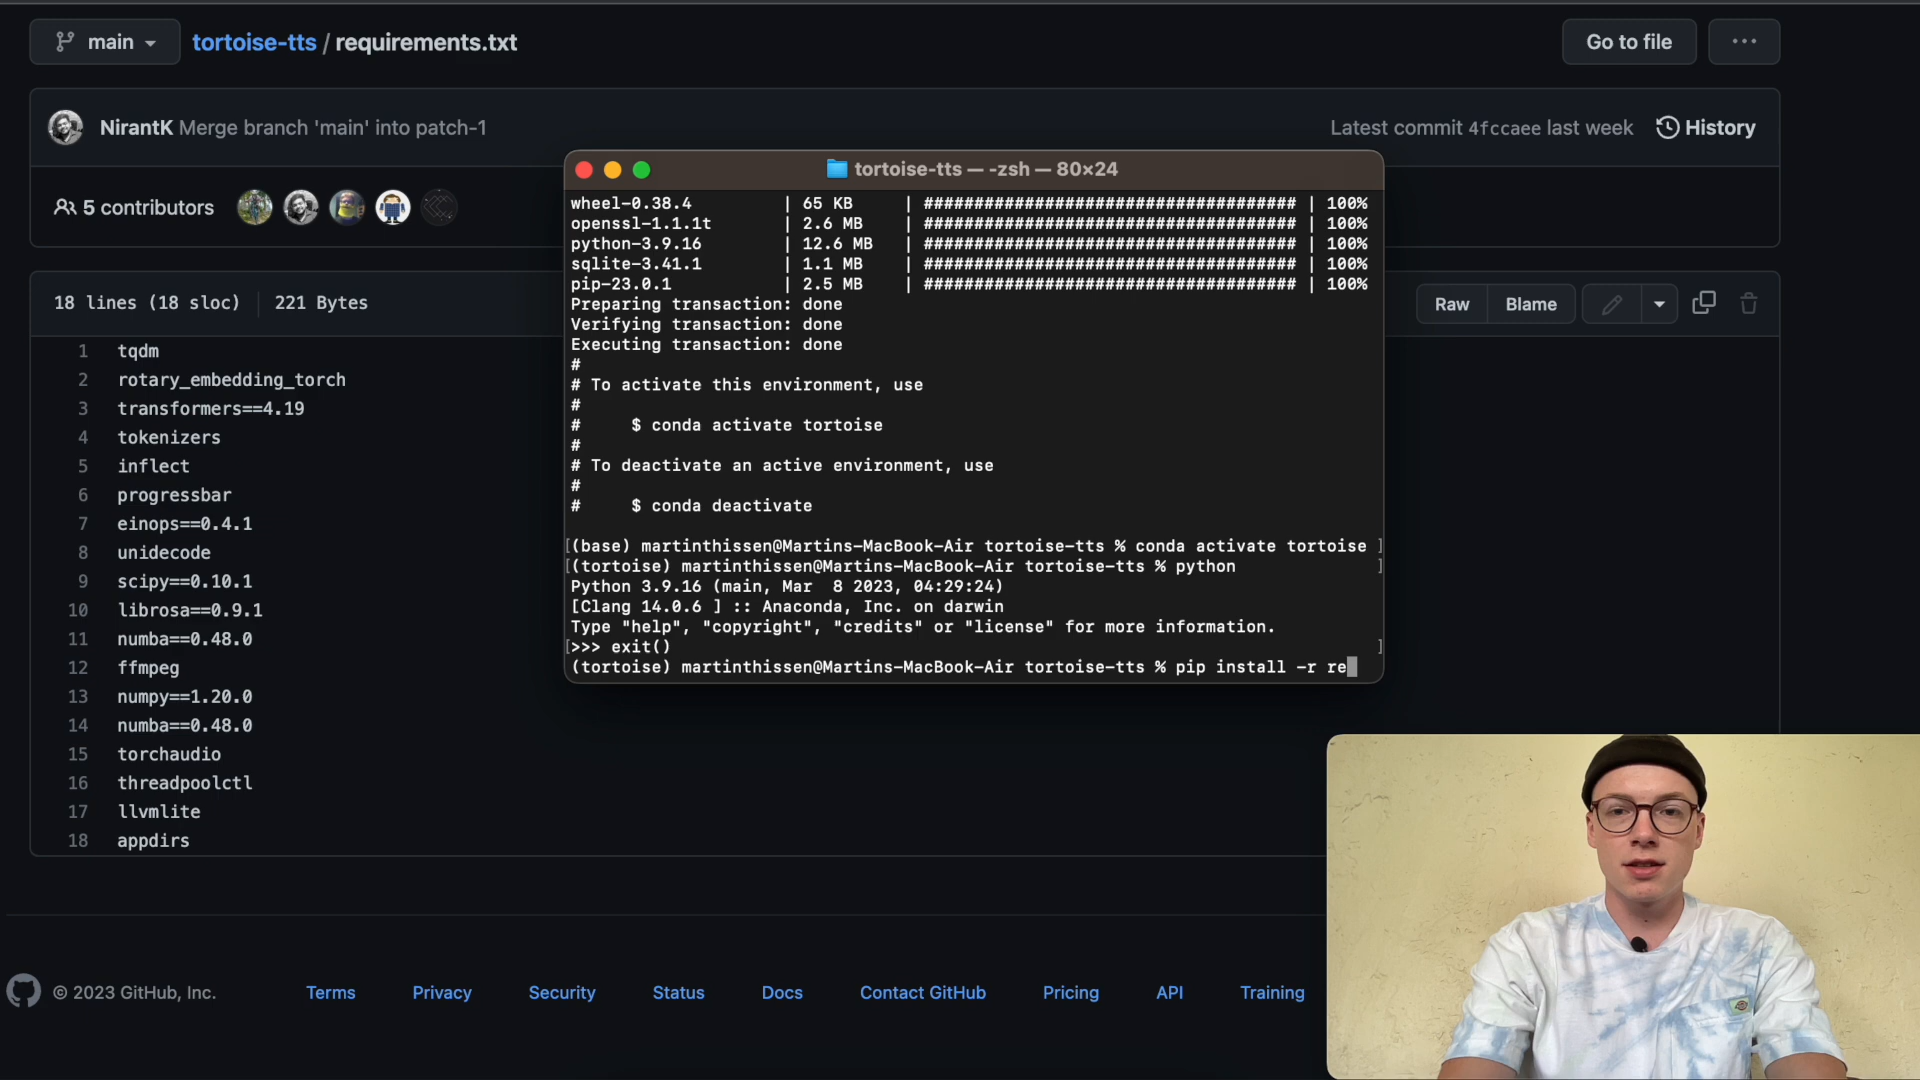 main
tortoise-tts / requirements.txt
Go to file
NirantK Merge branch 'main' into patch-1
Latest commit 4fccaee last week
History
5 contributors
18 lines (18 sloc)
221 Bytes
Raw
Blame
1 tqdm
2 rotary_embedding_torch
3 transformers==4.19
4 tokenizers
5 inflect
6 progressbar
7 einops==0.4.1
8 unidecode
9 scipy==0.10.1
10 librosa==0.9.1
11 numba==0.48.0
12 ffmpeg
13 numpy==1.20.0
14 numba==0.48.0
15 torchaudio
16 threadpoolctl
17 llvmlite
18 appdirs
tortoise-tts — -zsh — 80×24
wheel-0.38.4 | 65 KB | ##################################### | 100%
openssl-1.1.1t | 2.6 MB | ##################################### | 100%
python-3.9.16 | 12.6 MB | ##################################### | 100%
sqlite-3.41.1 | 1.1 MB | ##################################### | 100%
pip-23.0.1 | 2.5 MB | ##################################### | 100%
Preparing transaction: done
Verifying transaction: done
Executing transaction: done
#
# To activate this environment, use
#
# $ conda activate tortoise
#
# To deactivate an active environment, use
#
# $ conda deactivate
[(base) martinthissen@Martins-MacBook-Air tortoise-tts % conda activate tortoise ]
[(tortoise) martinthissen@Martins-MacBook-Air tortoise-tts % python ]
Python 3.9.16 (main, Mar  8 2023, 04:29:24)
[Clang 14.0.6 ] :: Anaconda, Inc. on darwin
Type "help", "copyright", "credits" or "license" for more information.
[>>> exit() ]
(tortoise) martinthissen@Martins-MacBook-Air tortoise-tts % pip install -r re
© 2023 GitHub, Inc.
Terms
Privacy
Security
Status
Docs
Contact GitHub
Pricing
API
Training